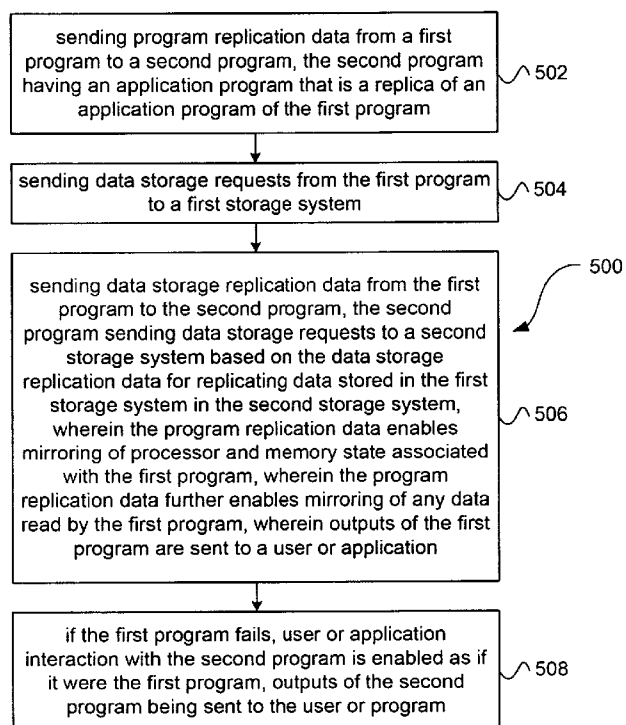 sending program replication data from a first
program to a second program, the second program
having an application program that is a replica of an
application program of the first program
502
sending data storage requests from the first program
to a first storage system
504
sending data storage replication data from the first
program to the second program, the second
program sending data storage requests to a second
storage system based on the data storage
replication data for replicating data stored in the first
storage system in the second storage system,
wherein the program replication data enables
mirroring of processor and memory state associated
with the first program, wherein the program
replication data further enables mirroring of any data
read by the first program, wherein outputs of the first
program are sent to a user or application
500
506
if the first program fails, user or application
interaction with the second program is enabled as if
it were the first program, outputs of the second
program being sent to the user or program
508